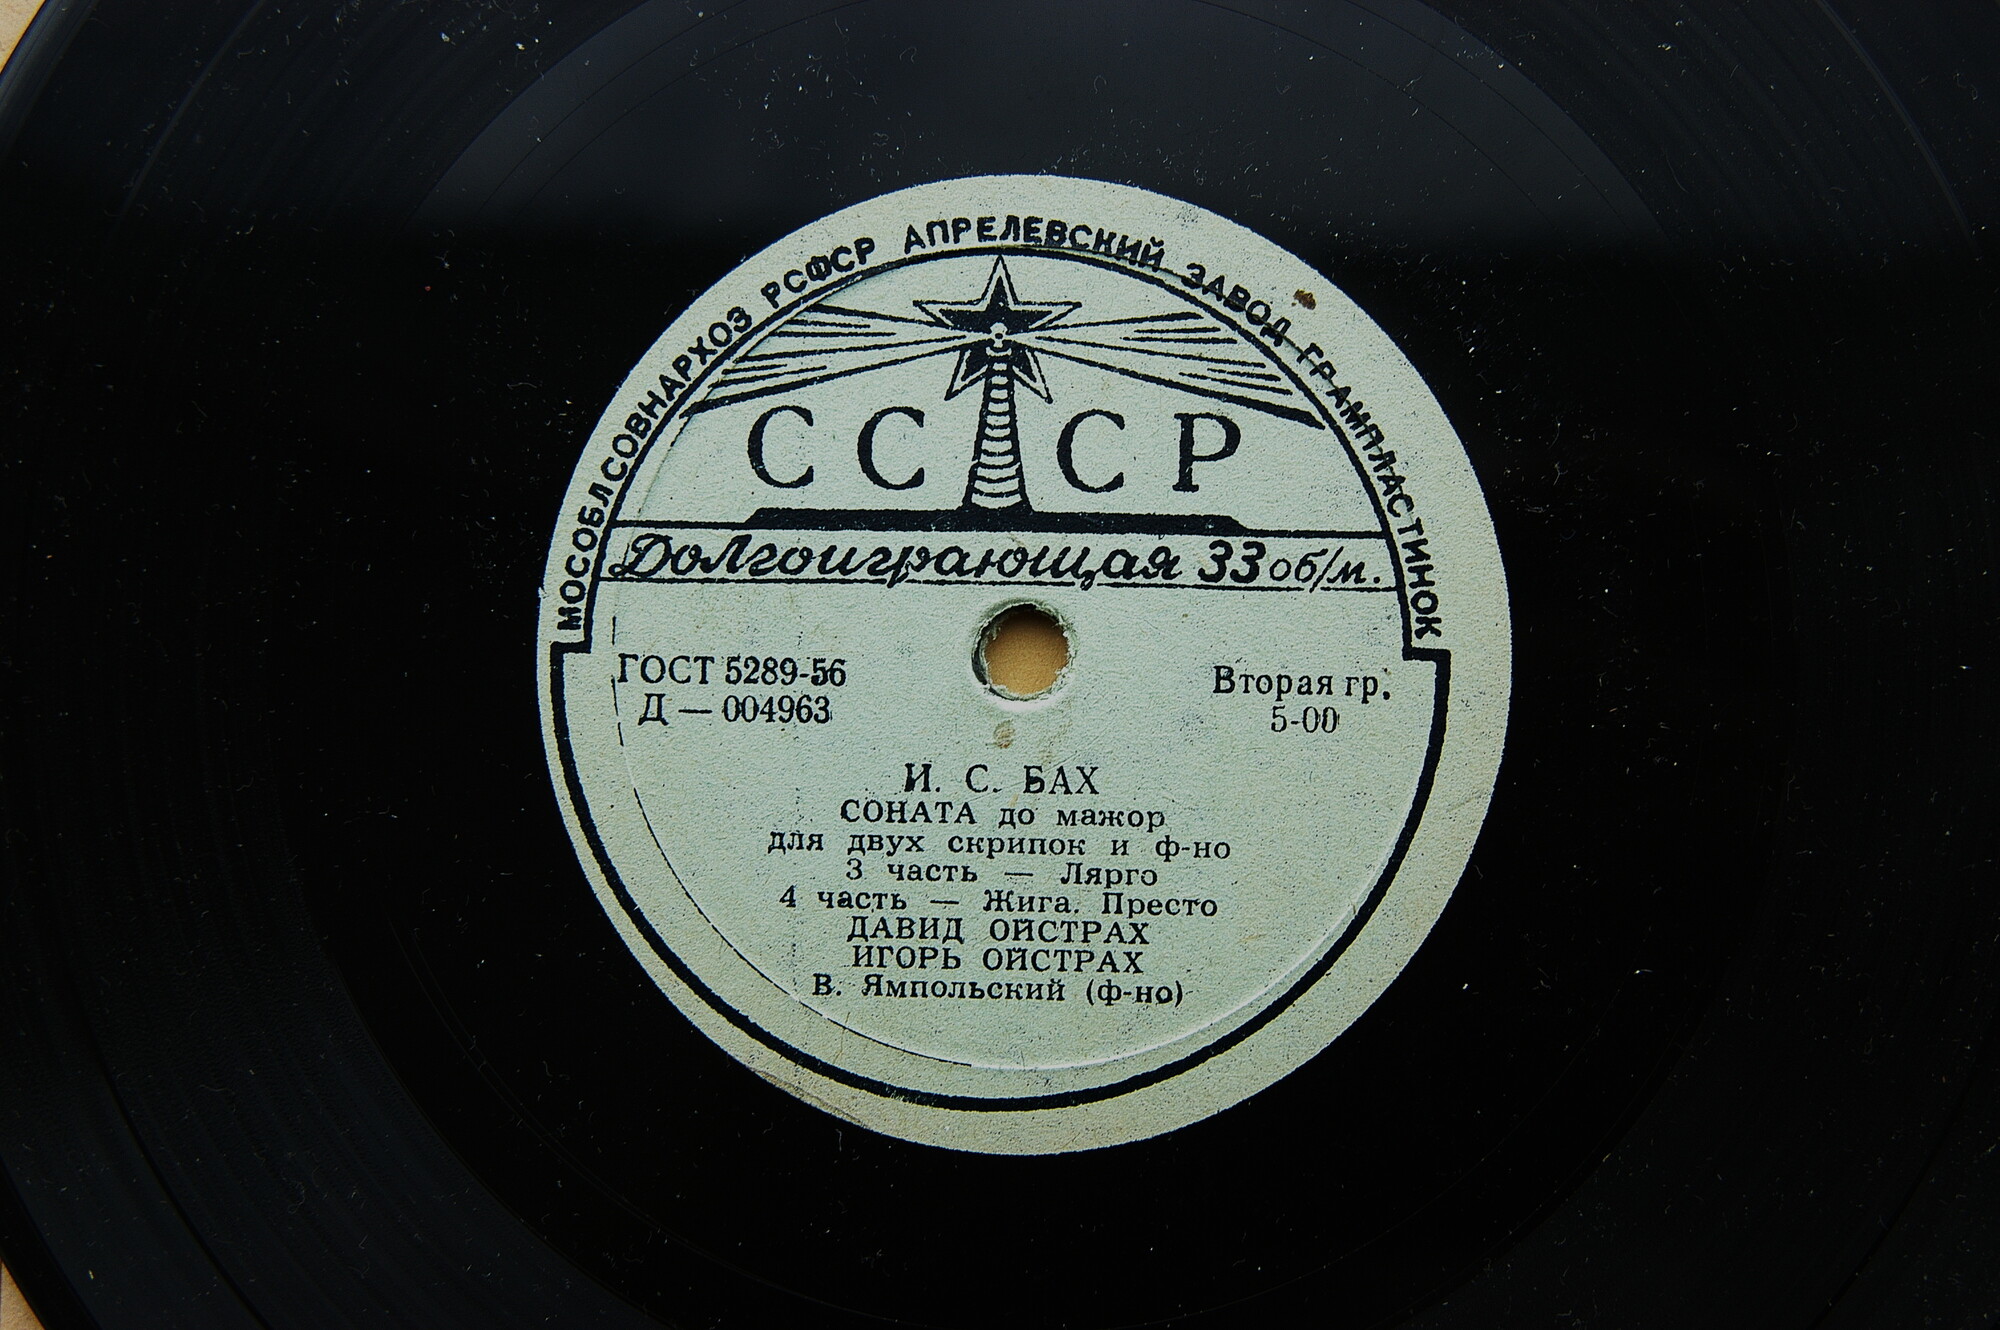 МОСОБЛСОВНАРХОЗ РСФСР АПРЕЛЕВСКИЙ ЗАВОД ГРАМПЛАСТИНОК
СССР
Долгоиграющая 33 об/м.
ГОСТ 5289-56
Д — 004963
Вторая гр.
5-00
И. С. БАХ
СОНАТА до мажор
для двух скрипок и ф-но
3 часть — Лярго
4 часть — Жига. Престо
ДАВИД ОЙСТРАХ
ИГОРЬ ОЙСТРАХ
В. Ямпольский (ф-но)